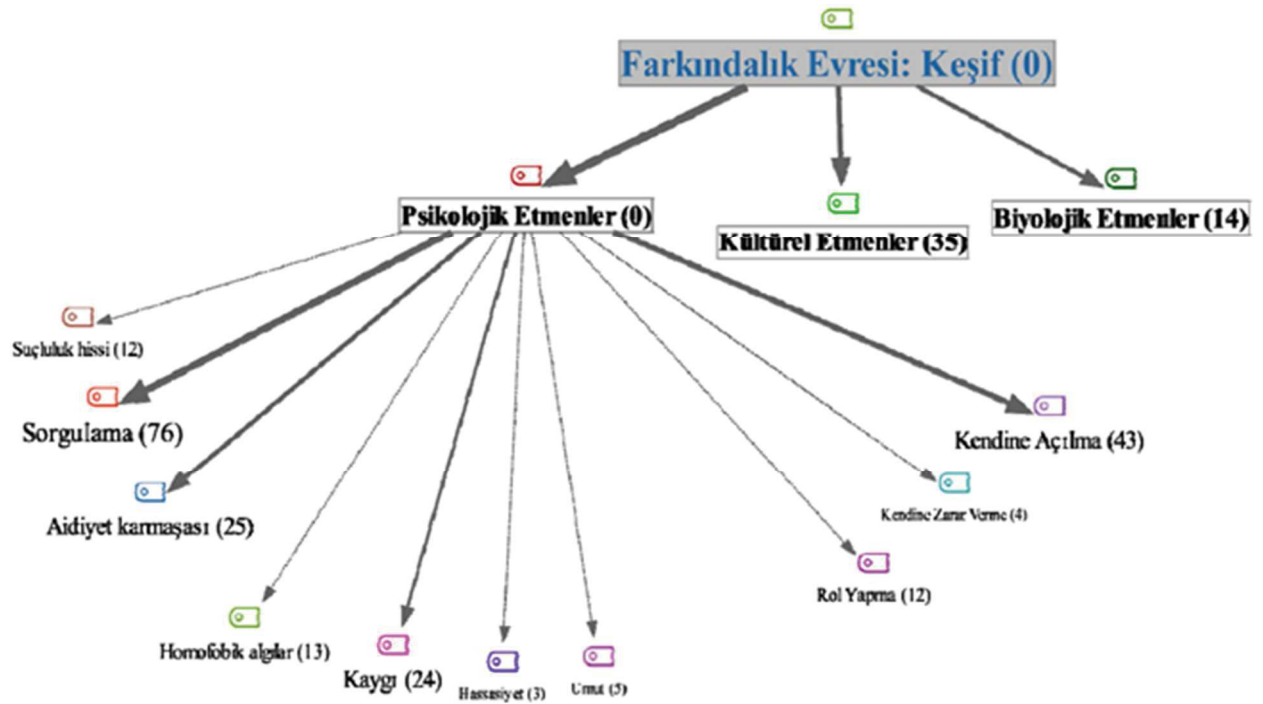 Farkındalık Evresi: Keşif (0)
Psikolojik Etmenler (0)
Kültürel Etmenler (35)
Biyolojik Etmenler (14)
Suçluluk hissi (12)
Sorgulama (76)
Aidiyet karmaşası (25)
Homofobik algılar (13)
Kaygı (24)
Hassasiyet (3)
Umut (5)
Rol Yapma (12)
Kendine Zarar Verme (4)
Kendine Açılma (43)